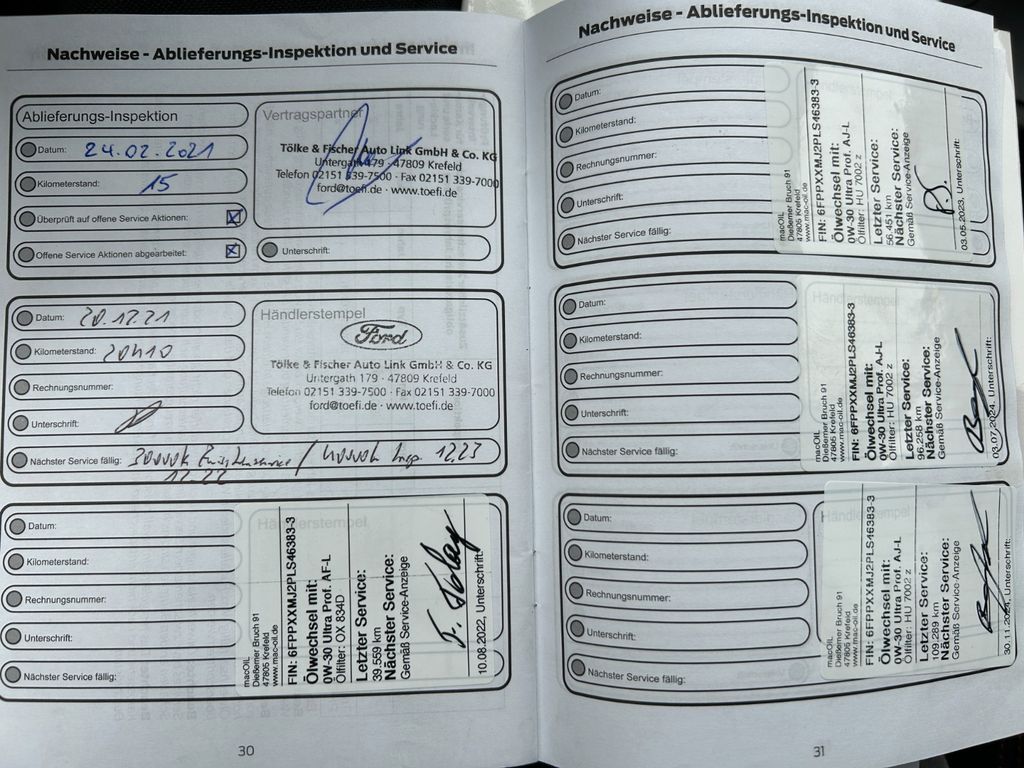 Nachweise - Ablieferungs-Inspektion und Service
Ablieferungs-Inspektion
Datum: 24.02.2021
Kilometerstand: 15
Überprüft auf offene Service Aktionen:
Offene Service Aktionen abgearbeitet:
Vertragspartner
Tölke & Fischer Auto Link GmbH & Co. KG
Untergath 179 · 47809 Krefeld
Telefon 02151 339-7500 · Fax 02151 339-7000
ford@toefi.de · www.toefi.de
Unterschrift:
Datum: 20.12.21
Kilometerstand: 20410
Rechnungsnummer:
Unterschrift:
Nächster Service fällig: 12.23
12.22
Händlerstempel
Ford
Tölke & Fischer Auto Link GmbH & Co. KG
Untergath 179 · 47809 Krefeld
Telefon 02151 339-7500 · Fax 02151 339-7000
ford@toefi.de · www.toefi.de
Datum:
Kilometerstand:
Rechnungsnummer:
Unterschrift:
Nächster Service fällig:
Händlerstempel
macOIL
Dießemer Bruch 91
47805 Krefeld
www.mac-oil.de
FIN: 6FPPXXMJ2PLS46383-3
Ölwechsel mit:
0W-30 Ultra Prof. AF-L
Ölfilter: OX 834D
Letzter Service:
39.559 km
Nächster Service:
Gemäß Service-Anzeige
10.08.2022, Unterschrift:
30
Nachweise - Ablieferungs-Inspektion und Service
Datum:
Kilometerstand:
Rechnungsnummer:
Unterschrift:
Nächster Service fällig:
Händlerstempel
macOIL
Dießemer Bruch 91
47805 Krefeld
www.mac-oil.de
FIN: 6FPPXXMJ2PLS46383-3
Ölwechsel mit:
0W-30 Ultra Prof. AJ-L
Ölfilter: HU 7002 z
Letzter Service:
56.451 km
Nächster Service:
Gemäß Service-Anzeige
03.05.2023, Unterschrift:
Datum:
Kilometerstand:
Rechnungsnummer:
Unterschrift:
Nächster Service fällig:
Händlerstempel
macOIL
Dießemer Bruch 91
47805 Krefeld
www.mac-oil.de
FIN: 6FPPXXMJ2PLS46383-3
Ölwechsel mit:
0W-30 Ultra Prof. AJ-L
Ölfilter: HU 7002 z
Letzter Service:
96.258 km
Nächster Service:
Gemäß Service-Anzeige
03.07.2024, Unterschrift:
Datum:
Kilometerstand:
Rechnungsnummer:
Unterschrift:
Nächster Service fällig:
Händlerstempel
macOIL
Dießemer Bruch 91
47805 Krefeld
www.mac-oil.de
FIN: 6FPPXXMJ2PLS46383-3
Ölwechsel mit:
0W-30 Ultra Prof. AJ-L
Ölfilter: HU 7002 z
Letzter Service:
109.289 km
Nächster Service:
Gemäß Service-Anzeige
30.11.2024, Unterschrift:
31